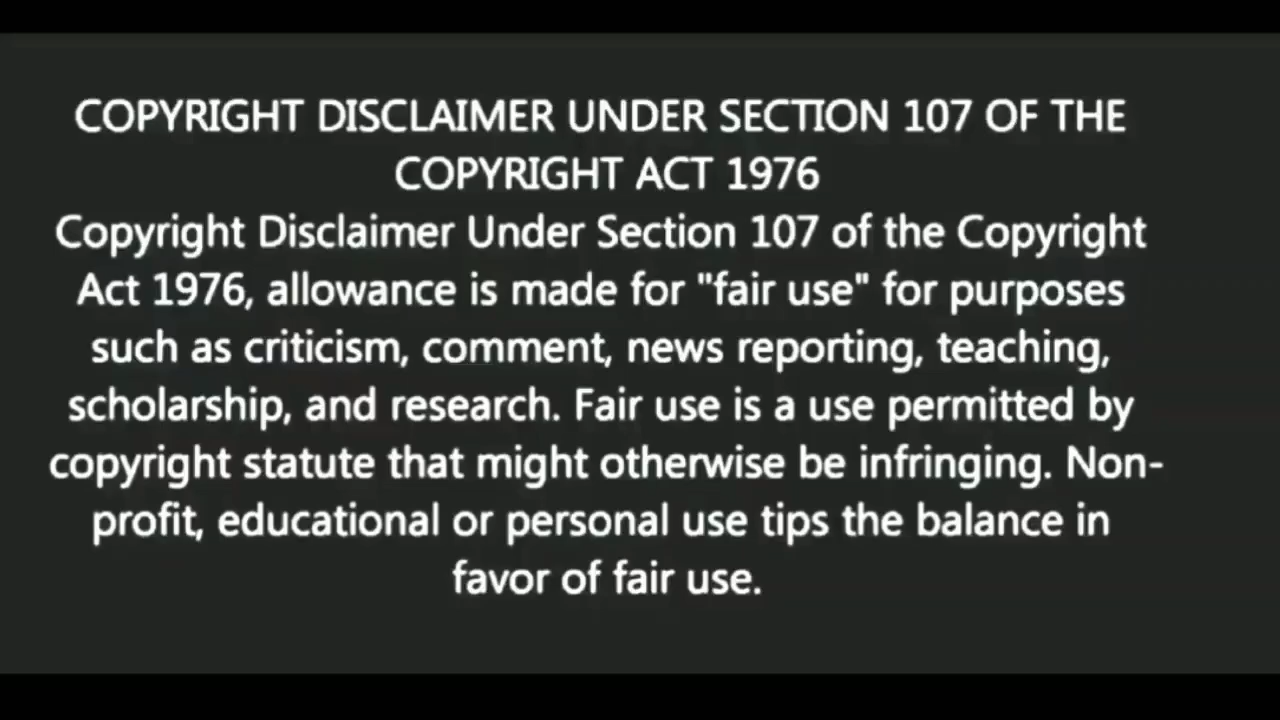 COPYRIGHT DISCLAIMER UNDER SECTION 107 OF THE
COPYRIGHT ACT 1976
Copyright Disclaimer Under Section 107 of the Copyright
Act 1976, allowance is made for "fair use" for purposes
such as criticism, comment, news reporting, teaching,
scholarship, and research. Fair use is a use permitted by
copyright statute that might otherwise be infringing. Non-
profit, educational or personal use tips the balance in
favor of fair use.